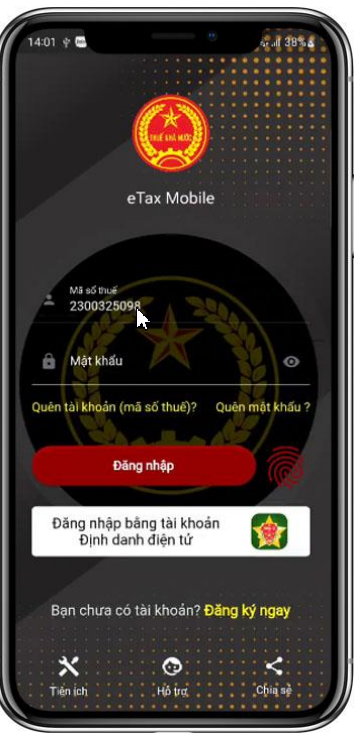 14:01
38%
THUẾ NHÀ NƯỚC
eTax Mobile
Mã số thuế
2300325098
Mật khẩu
Quên tài khoản (mã số thuế)? Quên mật khẩu ?
Đăng nhập
Đăng nhập bằng tài khoản
Định danh điện tử
Bạn chưa có tài khoản? Đăng ký ngay
Tiện ích Hỗ trợ Chia sẻ